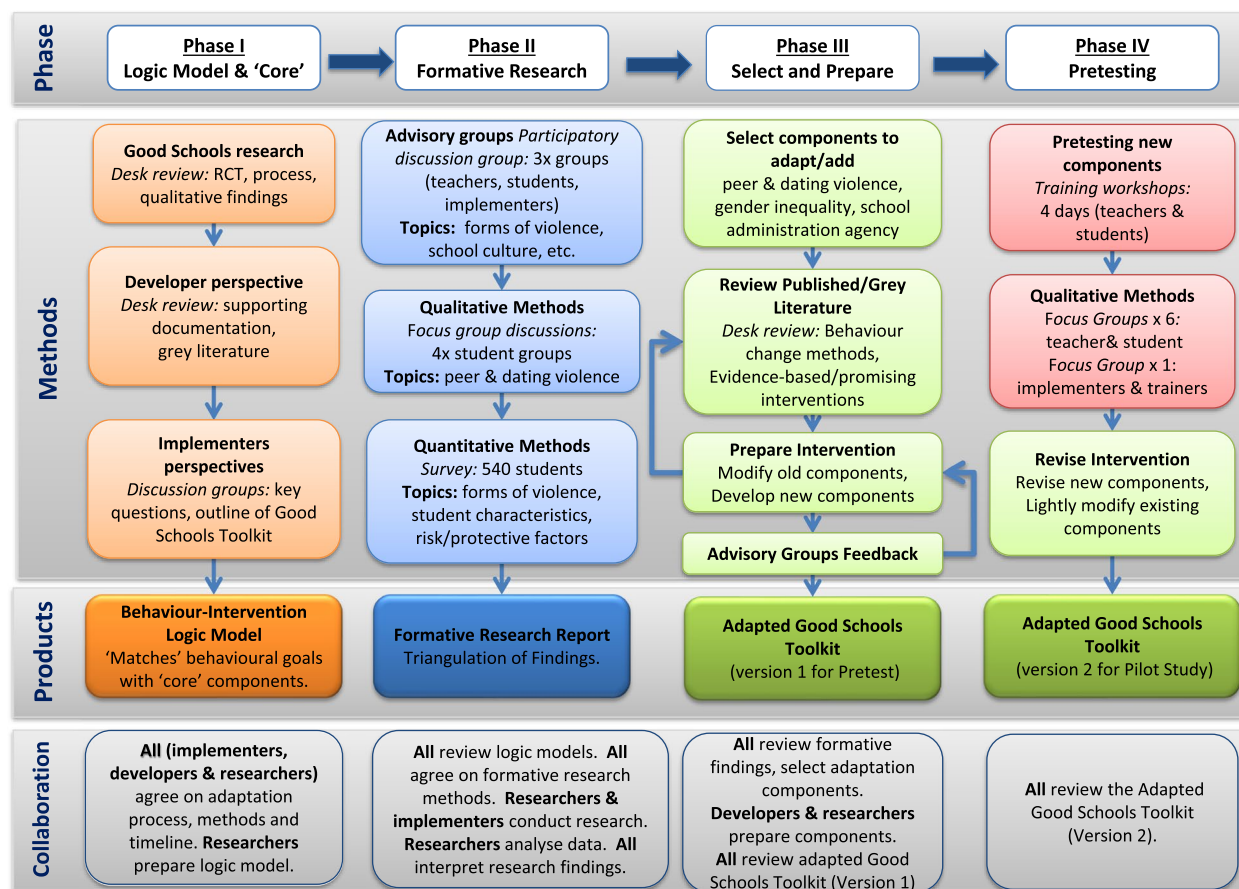 Phase
Phase I
Logic Model & ‘Core’
Phase II
Formative Research
Phase III
Select and Prepare
Phase IV
Pretesting
Methods
Good Schools research
Desk review: RCT, process,
qualitative findings
Developer perspective
Desk review: supporting
documentation,
grey literature
Implementers
perspectives
Discussion groups: key
questions, outline of Good
Schools Toolkit
Advisory groups Participatory
discussion group: 3x groups
(teachers, students,
implementers)
Topics: forms of violence,
school culture, etc.
Qualitative Methods
Focus group discussions:
4x student groups
Topics: peer & dating violence
Quantitative Methods
Survey: 540 students
Topics: forms of violence,
student characteristics,
risk/protective factors
Select components to
adapt/add
peer & dating violence,
gender inequality, school
administration agency
Review Published/Grey
Literature
Desk review: Behaviour
change methods,
Evidence-based/promising
interventions
Prepare Intervention
Modify old components,
Develop new components
Advisory Groups Feedback
Pretesting new
components
Training workshops:
4 days (teachers &
students)
Qualitative Methods
Focus Groups x 6:
teacher& student
Focus Group x 1:
implementers & trainers
Revise Intervention
Revise new components,
Lightly modify existing
components
Products
Behaviour-Intervention
Logic Model
‘Matches’ behavioural goals
with ‘core’ components.
Formative Research Report
Triangulation of Findings.
Adapted Good Schools
Toolkit
(version 1 for Pretest)
Adapted Good Schools
Toolkit
(version 2 for Pilot Study)
Collaboration
All (implementers,
developers & researchers)
agree on adaptation
process, methods and
timeline. Researchers
prepare logic model.
All review logic models. All
agree on formative research
methods. Researchers &
implementers conduct research.
Researchers analyse data. All
interpret research findings.
All review formative
findings, select adaptation
components.
Developers & researchers
prepare components.
All review adapted Good
Schools Toolkit (Version 1)
All review the Adapted
Good Schools Toolkit
(Version 2).